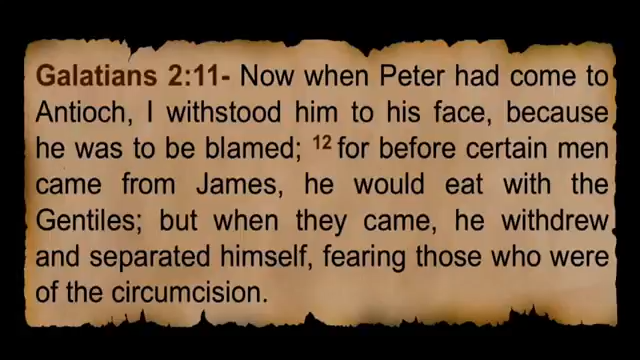 Galatians 2:11- Now when Peter had come to
Antioch, I withstood him to his face, because
he was to be blamed; 12 for before certain men
came from James, he would eat with the
Gentiles; but when they came, he withdrew
and separated himself, fearing those who were
of the circumcision.